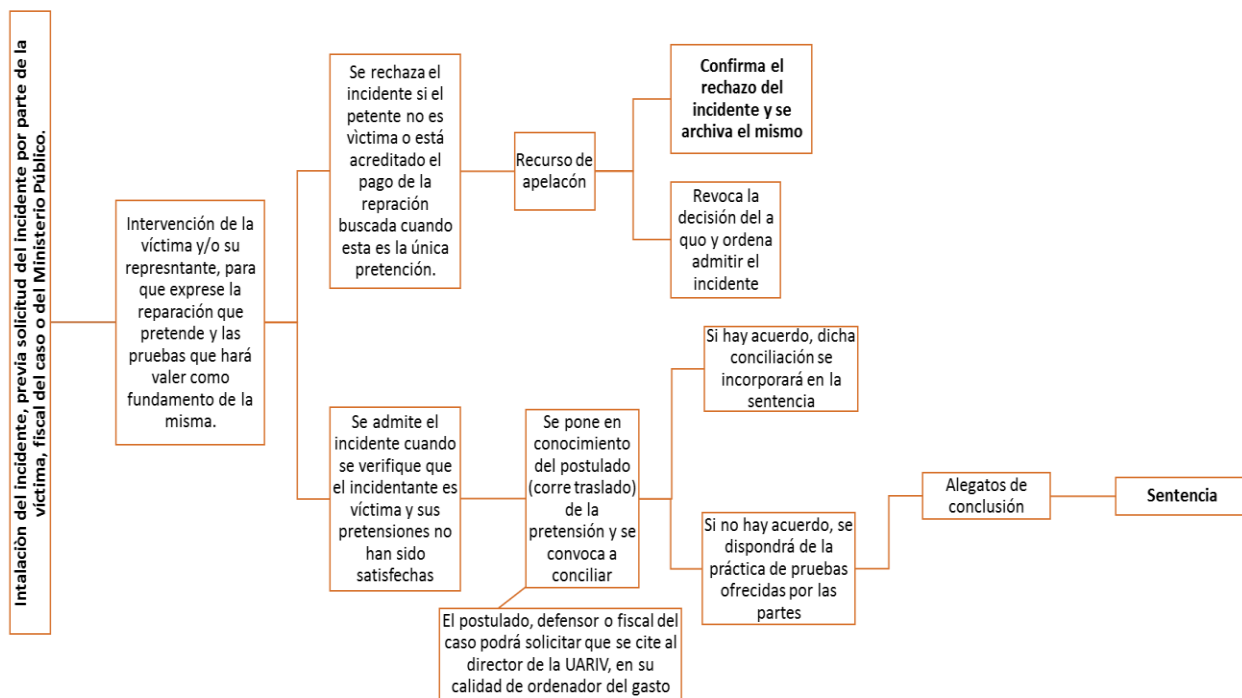 Intalaciòn del incidente, previa solicitud del incidente por parte de la
víctima, fiscal del caso o del Ministerio Público.
Intervención de la
víctima y/o su
represntante, para
que exprese la
reparación que
pretende y las
pruebas que hará
valer como
fundamento de la
misma.
Se rechaza el
incidente si el
petente no es
vìctima o está
acreditado el
pago de la
repración
buscada cuando
esta es la única
pretención.
Recurso de
apelacón
Confirma el
rechazo del
incidente y se
archiva el mismo
Revoca la
decisión del a
quo y ordena
admitir el
incidente
Se admite el
incidente cuando
se verifique que
el incidentante es
víctima y sus
pretensiones no
han sido
satisfechas
Se pone en
conocimiento del
postulado
(corre traslado)
de la
pretensión y se
convoca a
conciliar
El postulado, defensor o fiscal del
caso podrá solicitar que se cite al
director de la UARIV, en su
calidad de ordenador del gasto
Si hay acuerdo, dicha
conciliación se
incorporará en la
sentencia
Si no hay acuerdo, se
dispondrá de la
práctica de pruebas
ofrecidas por las
partes
Alegatos de
conclusión
Sentencia